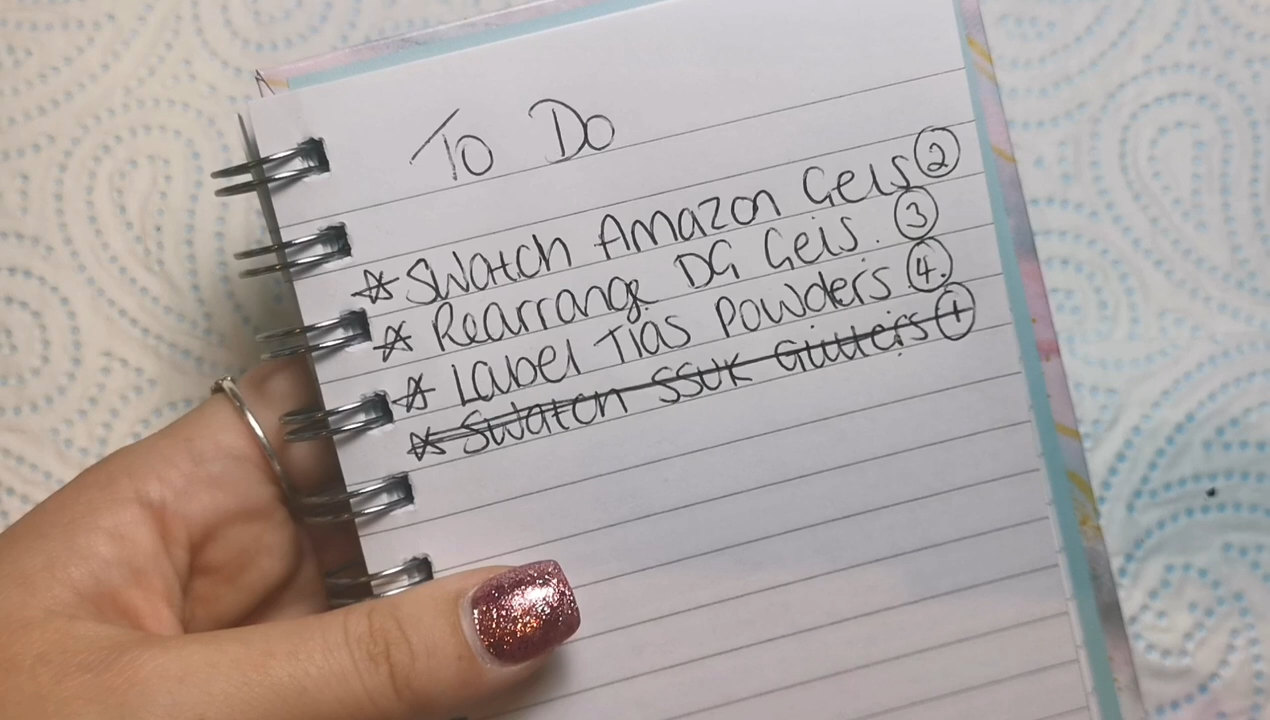 To Do
☆ Swatch Amazon Gels ②
☆ Rearrange DG Gels. ③
☆ Label Tias Powders. ④
☆ Swatch SSUK Glitters ①